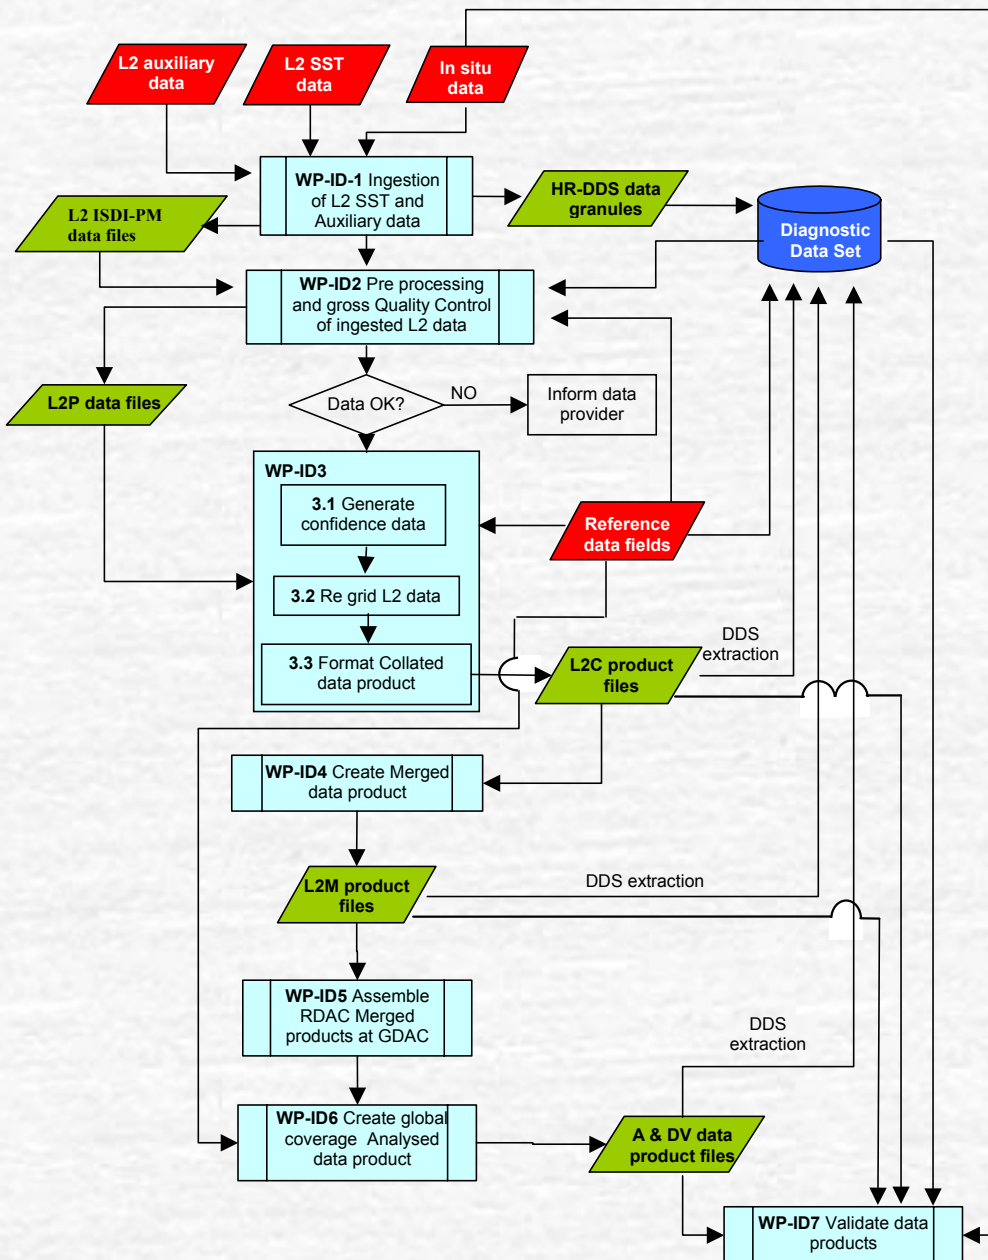 L2 auxiliary
data
L2 SST
data
In situ
data
WP-ID-1 Ingestion
of L2 SST and
Auxiliary data
HR-DDS data
granules
L2 ISDI-PM
data files
Diagnostic
Data Set
WP-ID2 Pre processing
and gross Quality Control
of ingested L2 data
L2P data files
Data OK?
NO
Inform data
provider
WP-ID3
3.1 Generate
confidence data
Reference
data fields
3.2 Re grid L2 data
3.3 Format Collated
data product
L2C product
files
DDS
extraction
WP-ID4 Create Merged
data product
L2M product
files
DDS extraction
WP-ID5 Assemble
RDAC Merged
products at GDAC
DDS
extraction
WP-ID6 Create global
coverage Analysed
data product
A & DV data
product files
WP-ID7 Validate data
products